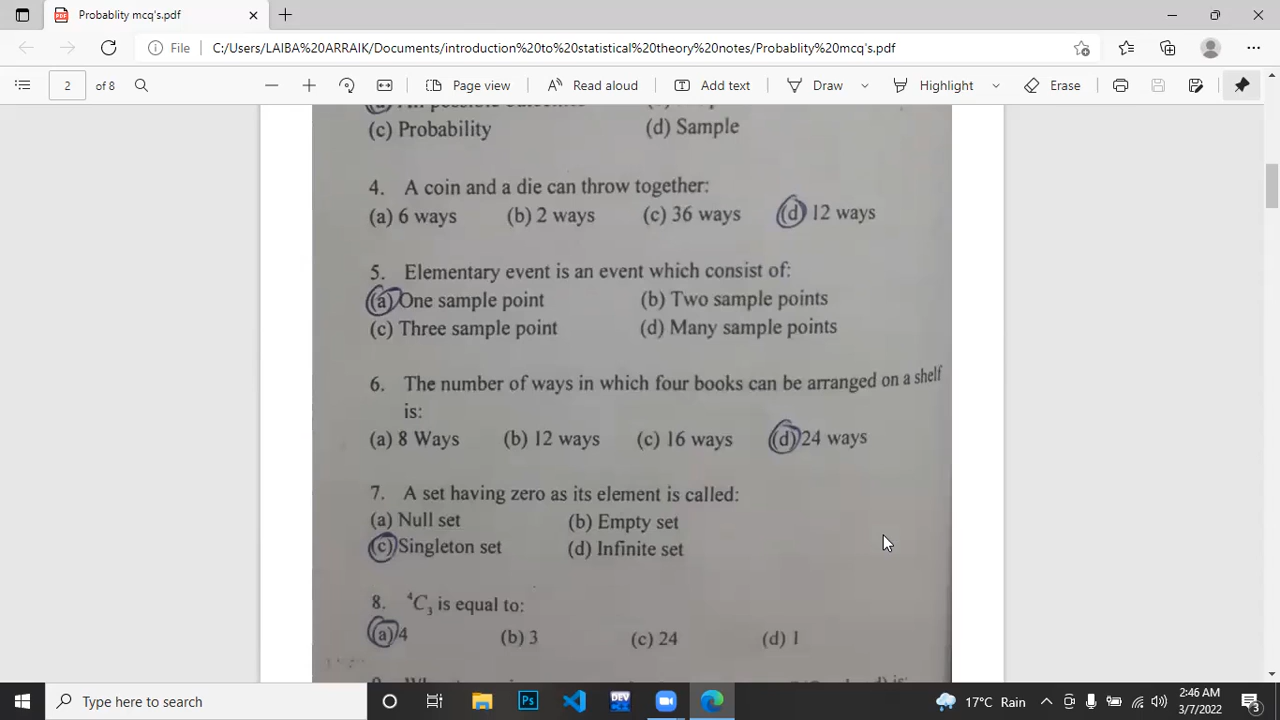 Probablity mcq's.pdf
File
C:/Users/LAIBA%20ARRAIK/Documents/introduction%20to%20statistical%20theory%20notes/Probablity%20mcq's.pdf
2 of 8
Page view
Read aloud
Add text
Draw
Highlight
Erase
(c) Probability (d) Sample
4. A coin and a die can throw together:
(a) 6 ways (b) 2 ways (c) 36 ways (d) 12 ways
5. Elementary event is an event which consist of:
(a) One sample point (b) Two sample points
(c) Three sample point (d) Many sample points
6. The number of ways in which four books can be arranged on a shelf
is:
(a) 8 Ways (b) 12 ways (c) 16 ways (d) 24 ways
7. A set having zero as its element is called:
(a) Null set (b) Empty set
(c) Singleton set (d) Infinite set
8. ⁴C₃ is equal to:
(a) 4 (b) 3 (c) 24 (d) 1
Type here to search
Ps
DEV
17°C Rain
2:46 AM
3/7/2022
3